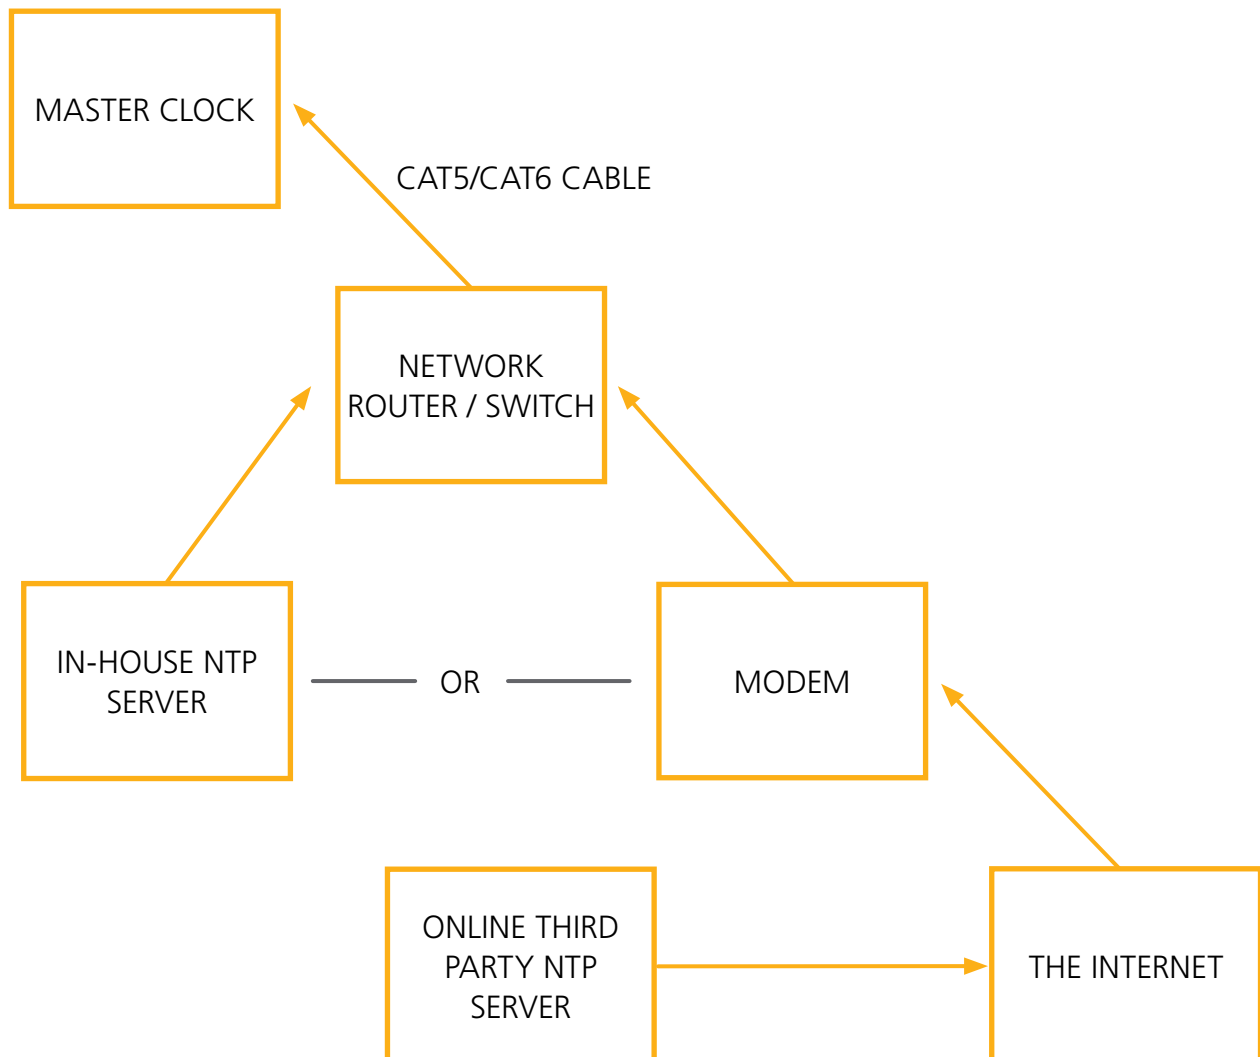 MASTER CLOCK
CAT5/CAT6 CABLE
NETWORK
ROUTER / SWITCH
IN-HOUSE NTP
SERVER
OR
MODEM
ONLINE THIRD
PARTY NTP
SERVER
THE INTERNET